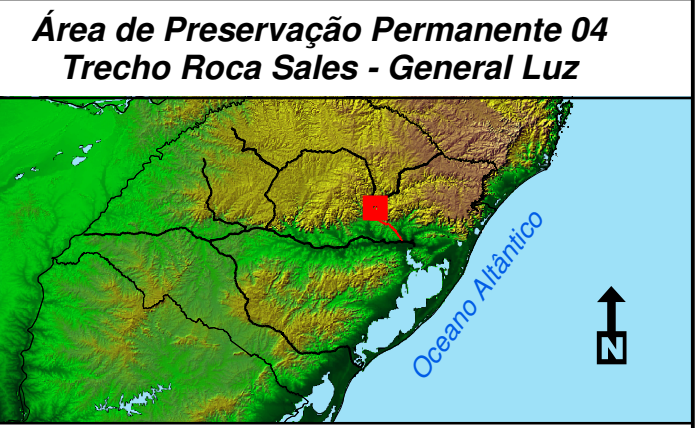 Área de Preservação Permanente 04
Trecho Roca Sales - General Luz
Oceano Altântico
N